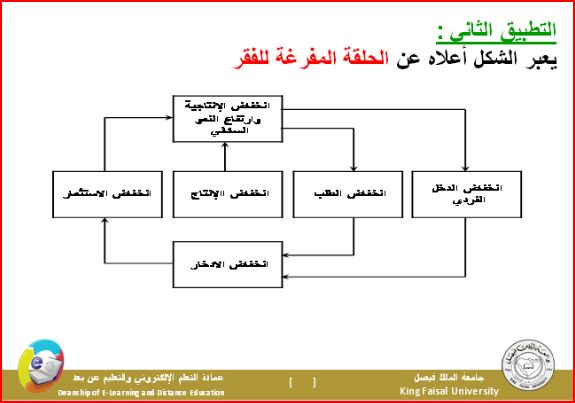 التطبيق الثاني :
يعبر الشكل أعلاه عن الحلقة المفرغة للفقر
انخفاض الإنتاجية
وارتفاع النمو
السكاني
انخفاض الدخل
الفردي
انخفاض الطلب
انخفاض الإنتاج
انخفاض الاستثمار
انخفاض الادخار
جامعة الملك فيصل
King Faisal University
[ ]
عمادة التعلم الإلكتروني والتعليم عن بعد
Deanship of E-Learning and Distance Education